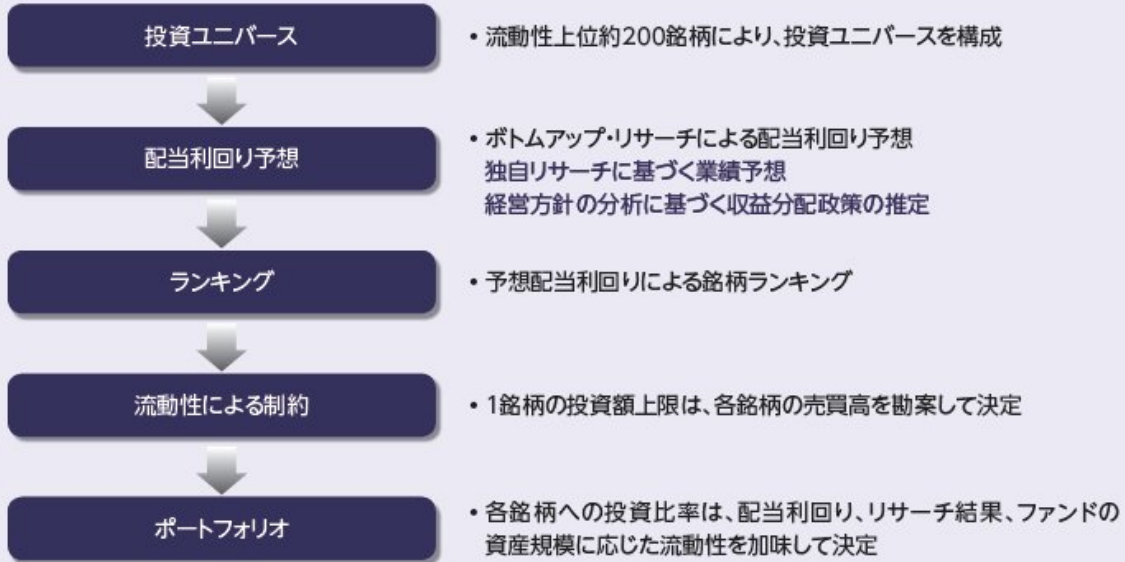 投資ユニバース
・流動性上位約200銘柄により、投資ユニバースを構成
配当利回り予想
・ボトムアップ・リサーチによる配当利回り予想
独自リサーチに基づく業績予想
経営方針の分析に基づく収益分配政策の推定
ランキング
・予想配当利回りによる銘柄ランキング
流動性による制約
・1銘柄の投資額上限は、各銘柄の売買高を勘案して決定
ポートフォリオ
・各銘柄への投資比率は、配当利回り、リサーチ結果、ファンドの
資産規模に応じた流動性を加味して決定